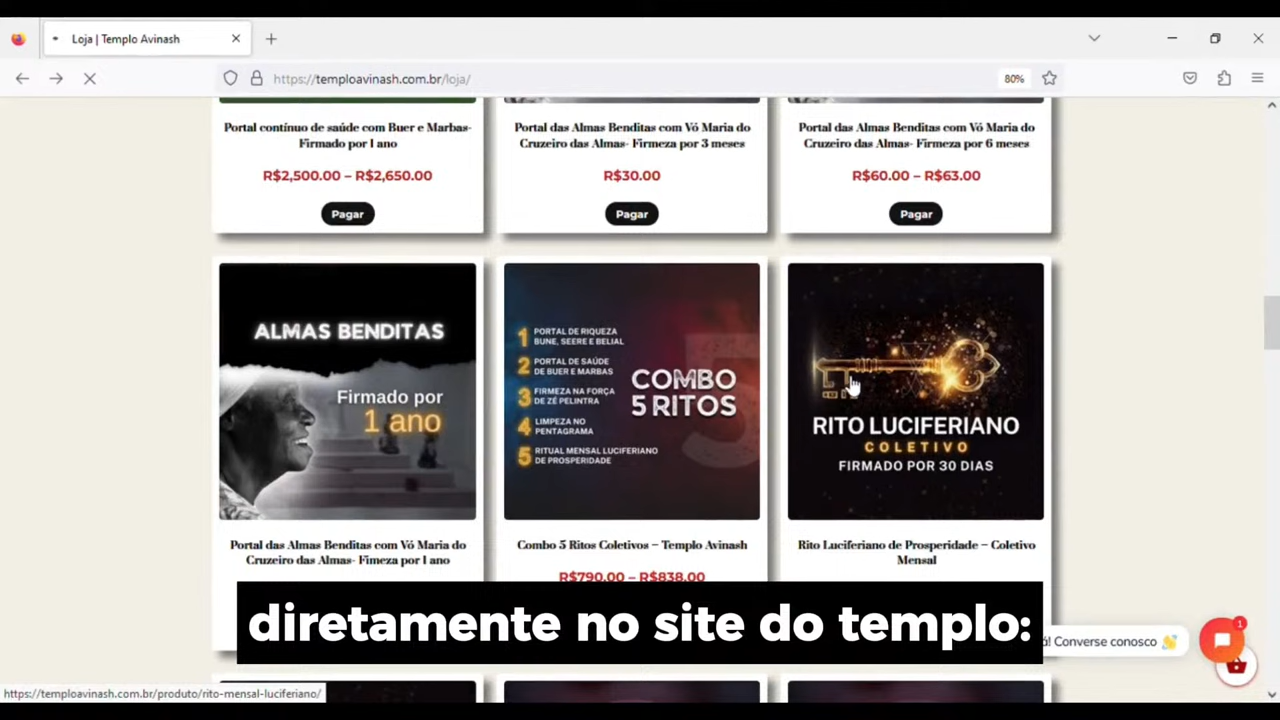 Loja | Templo Avinash
https://temploavinash.com.br/loja/
80%
Portal contínuo de saúde com Buer e Marbas-
Firmado por 1 ano
R$2,500.00 – R$2,650.00
Pagar
Portal das Almas Benditas com Vó Maria do
Cruzeiro das Almas- Firmeza por 3 meses
R$30.00
Pagar
Portal das Almas Benditas com Vó Maria do
Cruzeiro das Almas- Firmeza por 6 meses
R$60.00 – R$63.00
Pagar
ALMAS BENDITAS
Firmado por
1 ano
Portal das Almas Benditas com Vó Maria do
Cruzeiro das Almas- Fimeza por 1 ano
1 PORTAL DE RIQUEZA
BUNE, SEERE E BELIAL
2 PORTAL DE SAÚDE
DE BUER E MARBAS
3 FIRMEZA NA FORÇA
DE ZÉ PELINTRA
4 LIMPEZA NO
PENTAGRAMA
5 RITUAL MENSAL LUCIFERIANO
DE PROSPERIDADE
5
COMBO
5 RITOS
Combo 5 Ritos Coletivos – Templo Avinash
R$790.00 – R$838.00
RITO LUCIFERIANO
COLETIVO
FIRMADO POR 30 DIAS
Rito Luciferiano de Prosperidade – Coletivo
Mensal
diretamente no site do templo:
á! Converse conosco
1
https://temploavinash.com.br/produto/rito-mensal-luciferiano/